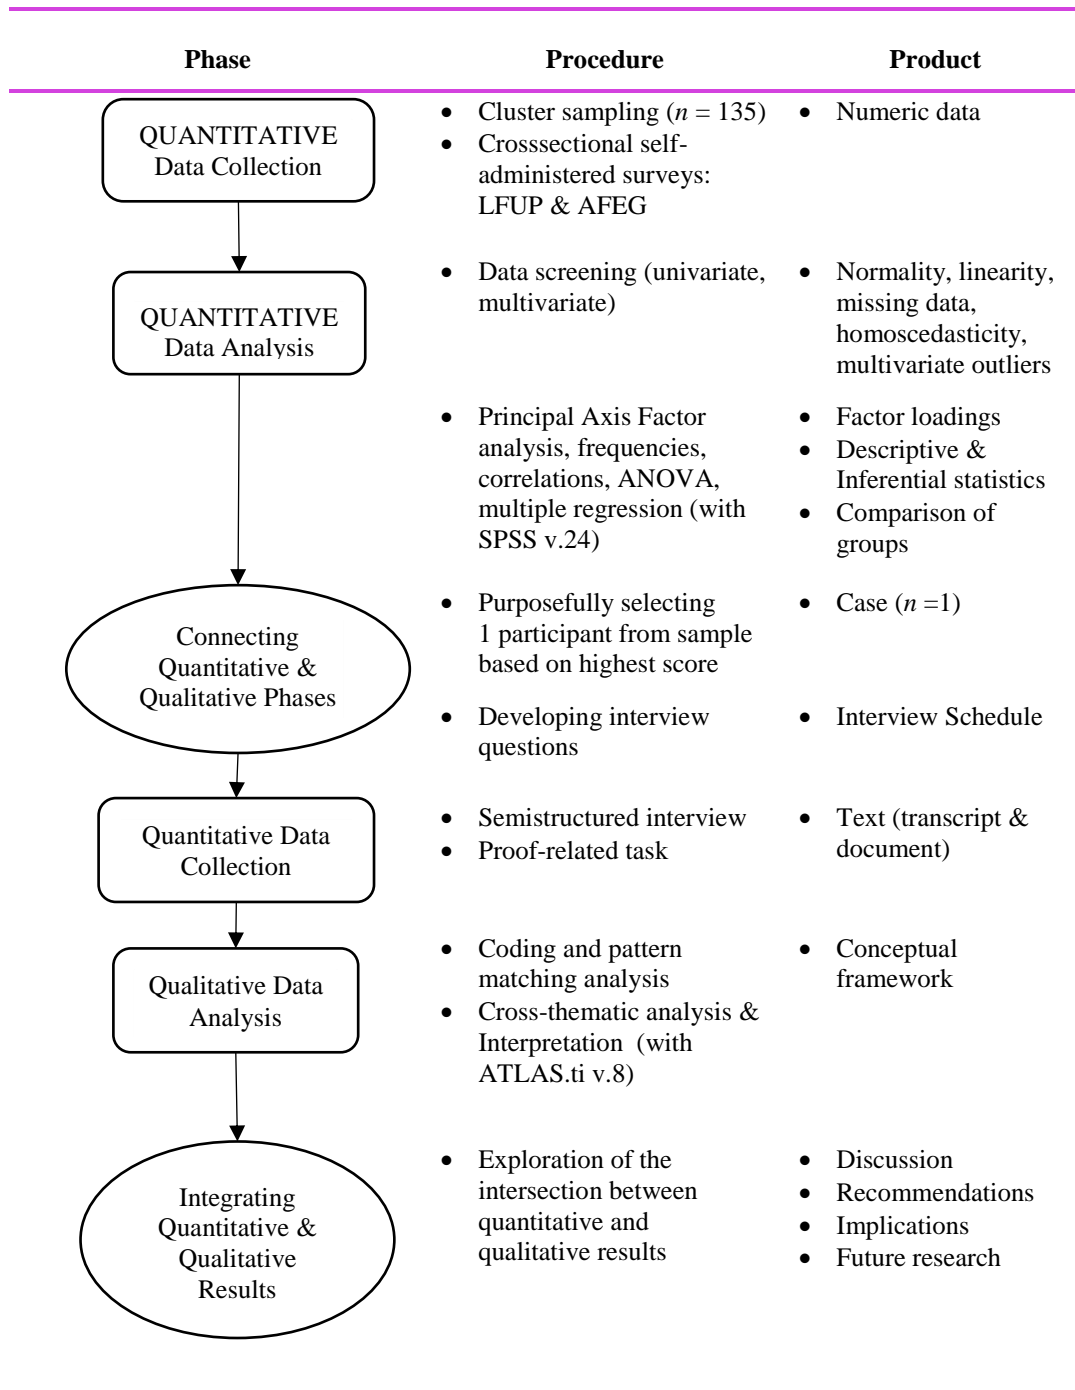 Phase Procedure Product
QUANTITATIVE
Data Collection
• Cluster sampling (n = 135)
• Crosssectional self-
administered surveys:
LFUP & AFEG
• Numeric data
QUANTITATIVE
Data Analysis
• Data screening (univariate,
multivariate)
• Normality, linearity,
missing data,
homoscedasticity,
multivariate outliers
• Principal Axis Factor
analysis, frequencies,
correlations, ANOVA,
multiple regression (with
SPSS v.24)
• Factor loadings
• Descriptive &
Inferential statistics
• Comparison of
groups
Connecting
Quantitative &
Qualitative Phases
• Purposefully selecting
1 participant from sample
based on highest score
• Case (n =1)
• Developing interview
questions
• Interview Schedule
Quantitative Data
Collection
• Semistructured interview
• Proof-related task
• Text (transcript &
document)
Qualitative Data
Analysis
• Coding and pattern
matching analysis
• Cross-thematic analysis &
Interpretation (with
ATLAS.ti v.8)
• Conceptual
framework
Integrating
Quantitative &
Qualitative
Results
• Exploration of the
intersection between
quantitative and
qualitative results
• Discussion
• Recommendations
• Implications
• Future research